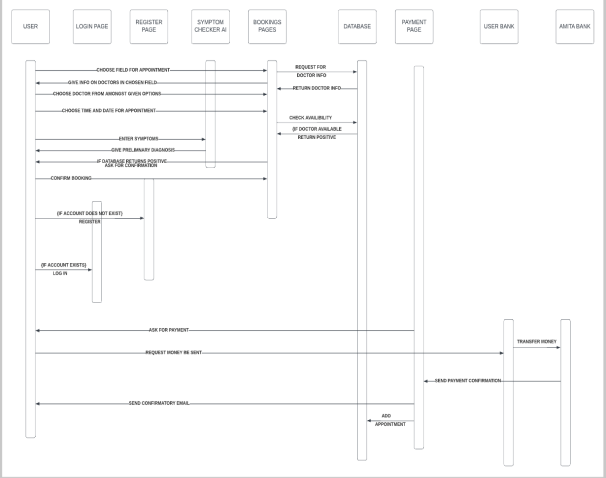 USER
LOGIN PAGE
REGISTER
PAGE
SYMPTOM
CHECKER AI
BOOKINGS
PAGES
DATABASE
PAYMENT
PAGE
USER BANK
AMITA BANK
CHOOSE FIELD FOR APPOINTMENT
REQUEST FOR
DOCTOR INFO
GIVE INFO ON DOCTORS IN CHOSEN FIELD
RETURN DOCTOR INFO
CHOOSE DOCTOR FROM AMONGST GIVEN OPTIONS
CHOOSE TIME AND DATE FOR APPOINTMENT
CHECK AVAILIBILITY
(IF DOCTOR AVAILABLE
RETURN POSITIVE
ENTER SYMPTOMS
GIVE PRELIMINARY DIAGNOSIS
IF DATABASE RETURNS POSITIVE
ASK FOR CONFIRMATION
CONFIRM BOOKING
(IF ACCOUNT DOES NOT EXIST)
REGISTER
(IF ACCOUNT EXISTS)
LOG IN
ASK FOR PAYMENT
TRANSFER MONEY
REQUEST MONEY BE SENT
SEND PAYMENT CONFIRMATION
SEND CONFIRMATORY EMAIL
ADD
APPOINTMENT